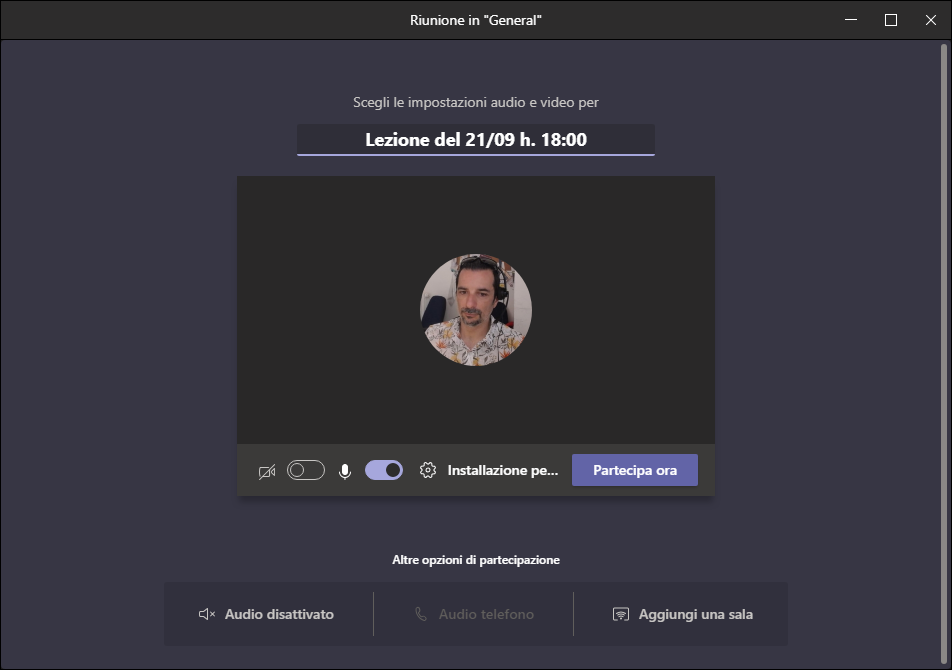 Riunione in "General"
Scegli le impostazioni audio e video per
Lezione del 21/09 h. 18:00
Installazione pe... Partecipa ora
Altre opzioni di partecipazione
Audio disattivato Audio telefono Aggiungi una sala